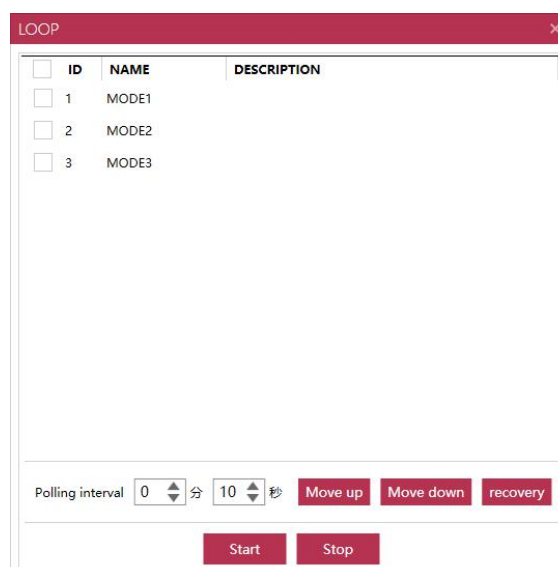 LOOP
ID NAME DESCRIPTION
1 MODE1
2 MODE2
3 MODE3
Polling interval 0 分 10 秒 Move up Move down recovery
Start Stop